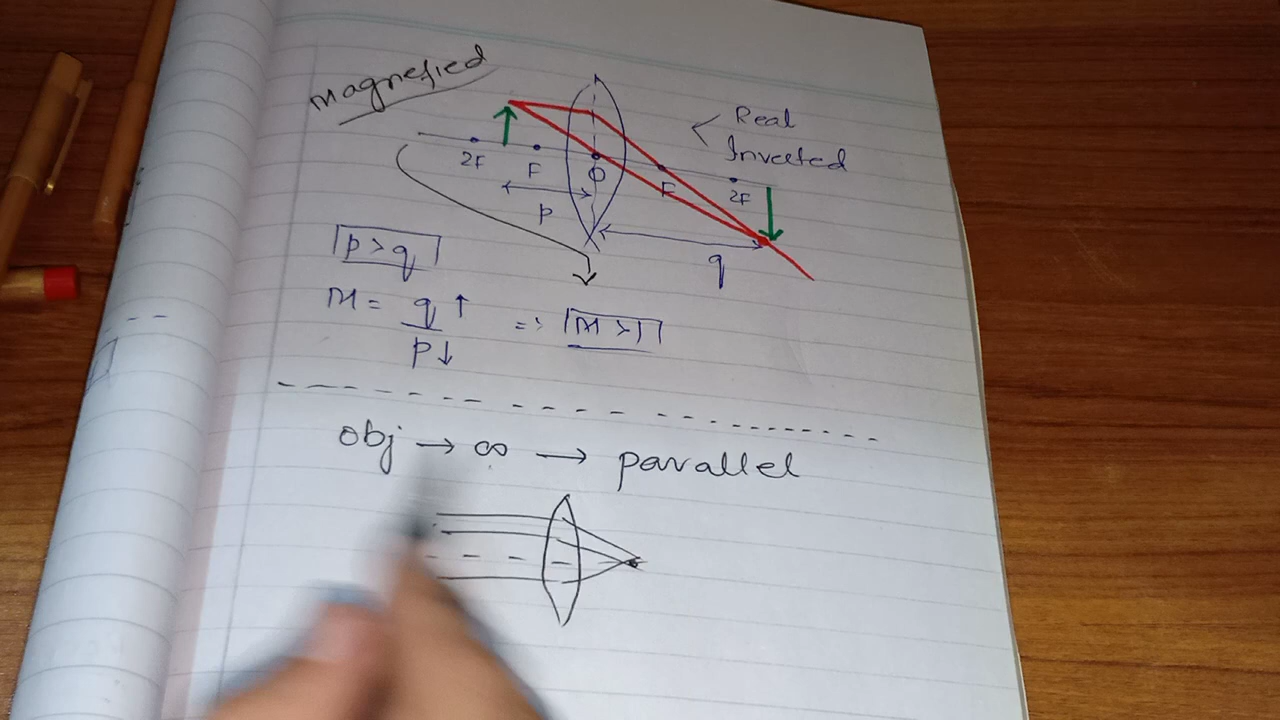 magnefied
Real
Inverted
2F F O F 2F
p
q
p > q
M = q ↑ / p ↓ => M > 1
obj → ∞ → parallel